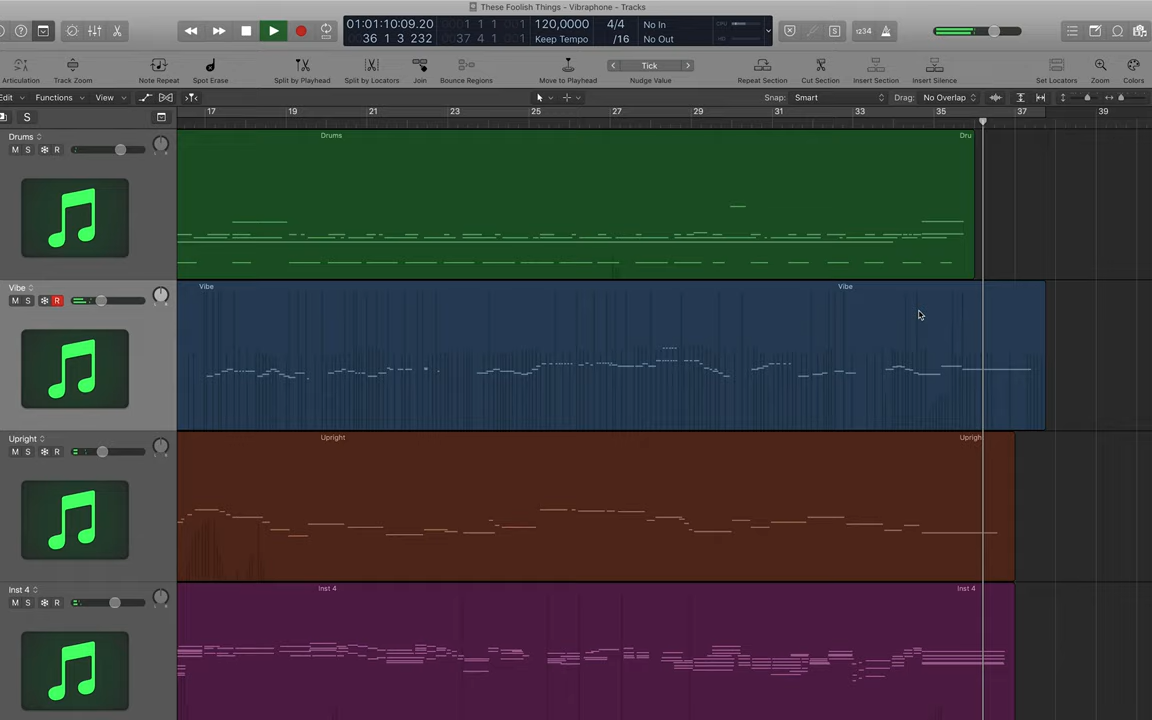 These Foolish Things - Vibraphone - Tracks
01:01:10:09.20
36 1 3 232
1 1 1
37 4 1
120,0000
Keep Tempo
4/4
/16
No In
No Out
CPU
1234
Articulation
Track Zoom
Note Repeat
Spot Erase
Split by Playhead
Split by Locators
Join
Bounce Regions
Move to Playhead
Tick
Nudge Value
Repeat Section
Cut Section
Insert Section
Insert Silence
Set Locators
Zoom
Colors
Edit
Functions
View
Snap: Smart
Drag: No Overlap
S
17 19 21 23 25 27 29 31 33 35 37 39
Drums
M S R
Drums
Dru
Vibe
M S R
Vibe
Vibe
Upright
M S R
Upright
Uprigh
Inst 4
M S R
Inst 4
Inst 4